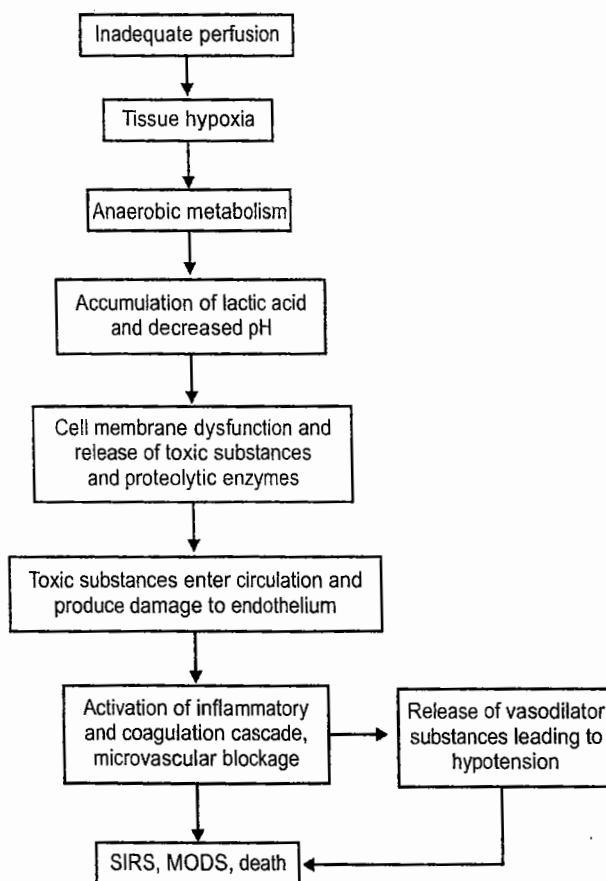 Inadequate perfusion
Tissue hypoxia
Anaerobic metabolism
Accumulation of lactic acid
and decreased pH
Cell membrane dysfunction and
release of toxic substances
and proteolytic enzymes
Toxic substances enter circulation and
produce damage to endothelium
Activation of inflammatory
and coagulation cascade,
microvascular blockage
Release of vasodilator
substances leading to
hypotension
SIRS, MODS, death